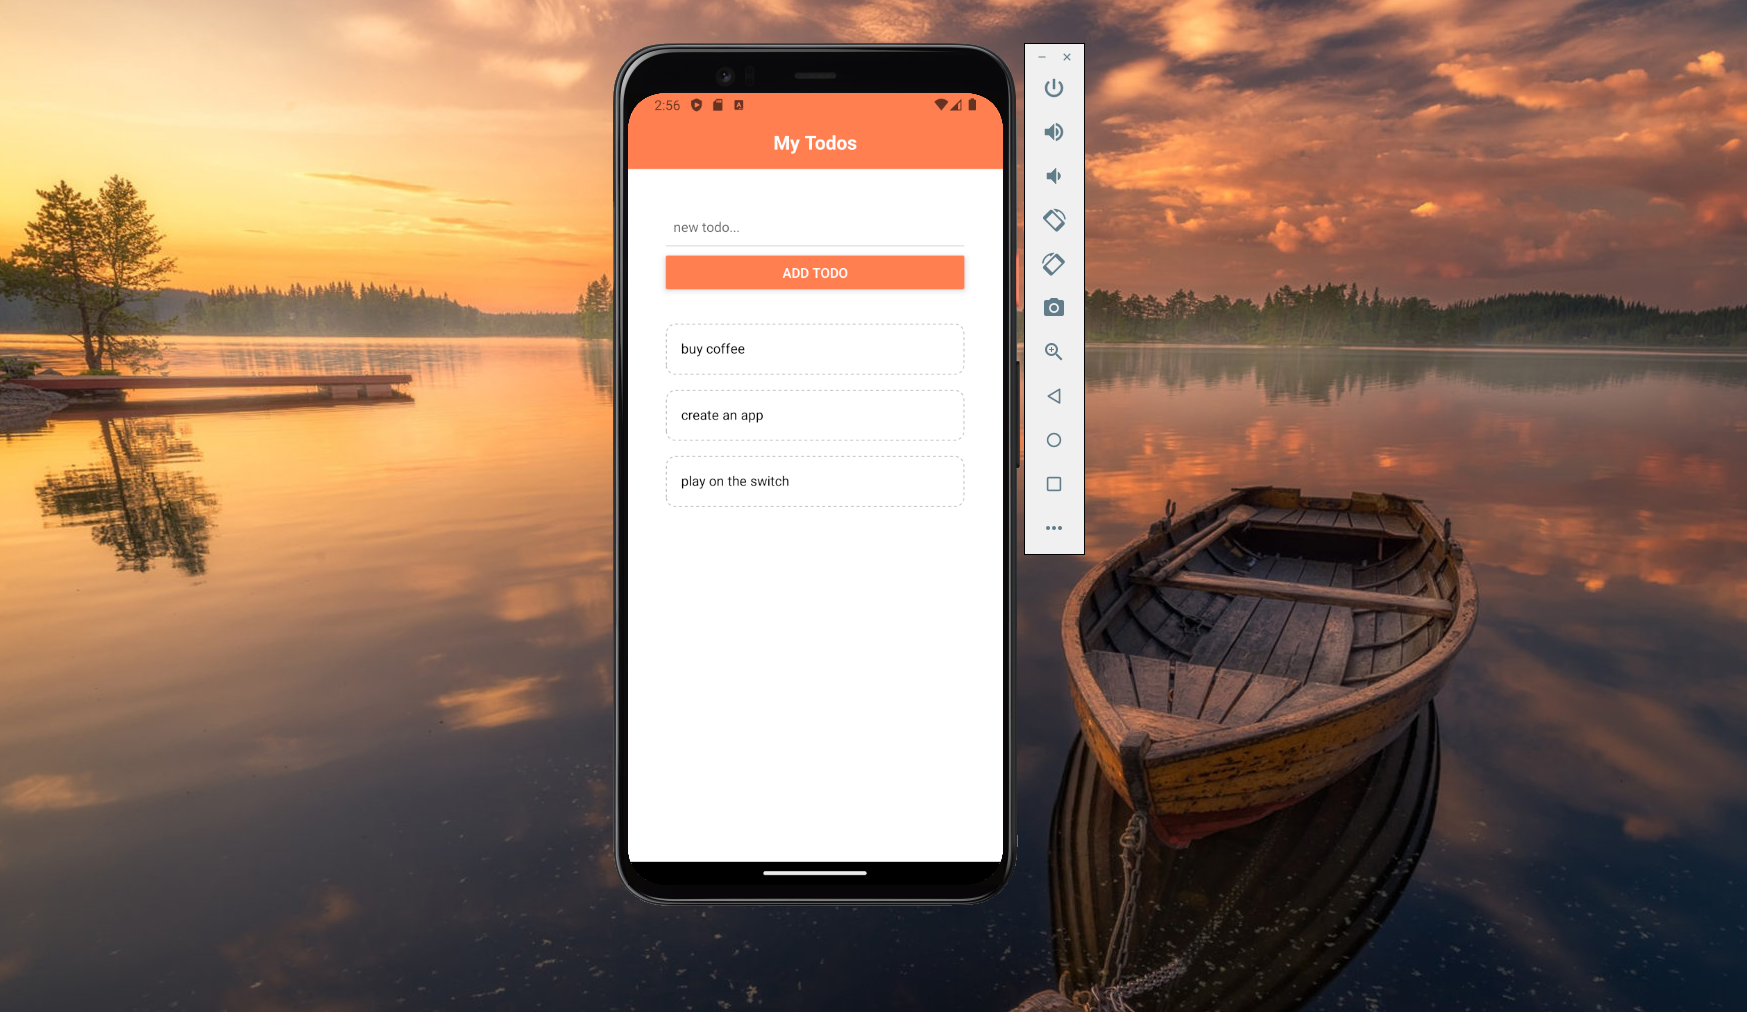 2:56
My Todos
new todo...
ADD TODO
buy coffee
create an app
play on the switch